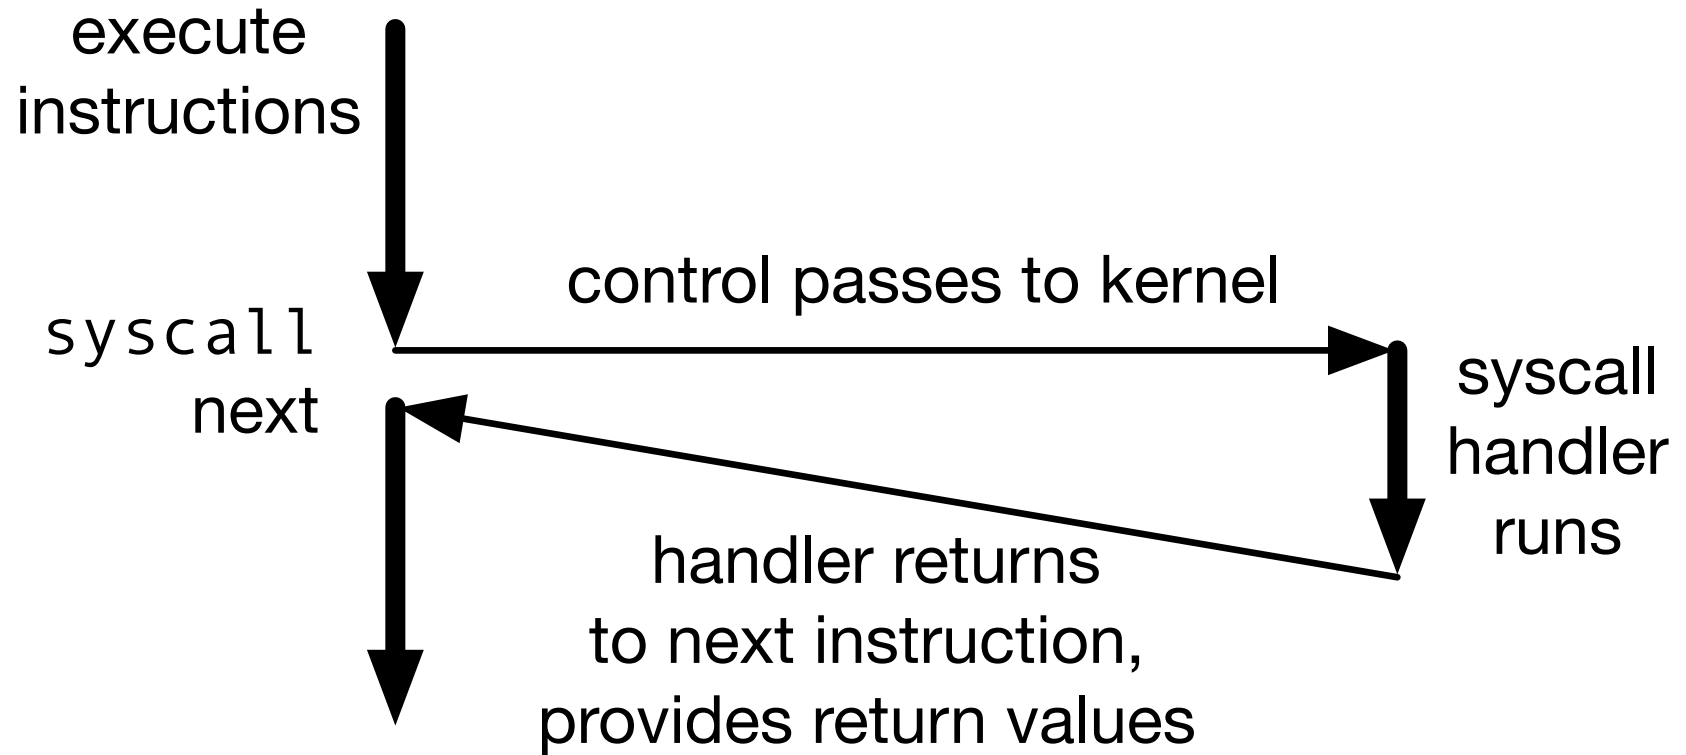 execute
instructions
control passes to kernel
syscall
next
syscall
handler
runs
handler returns
to next instruction,
provides return values